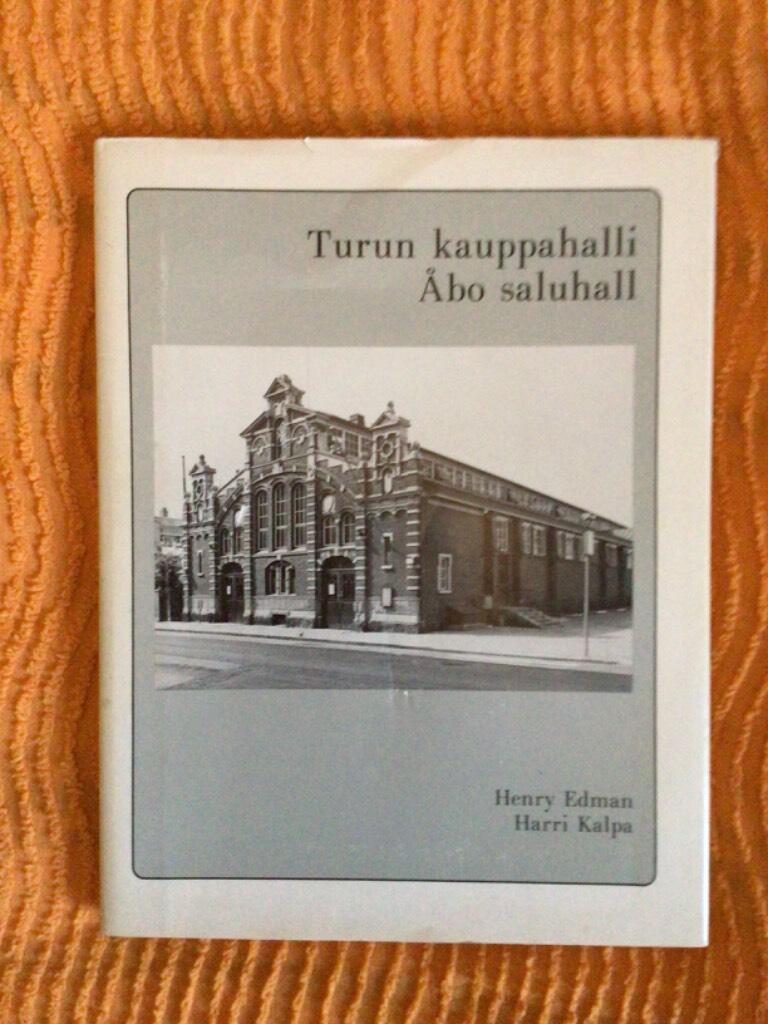 Turun kauppahalli
Åbo saluhall
Henry Edman
Harri Kalpa